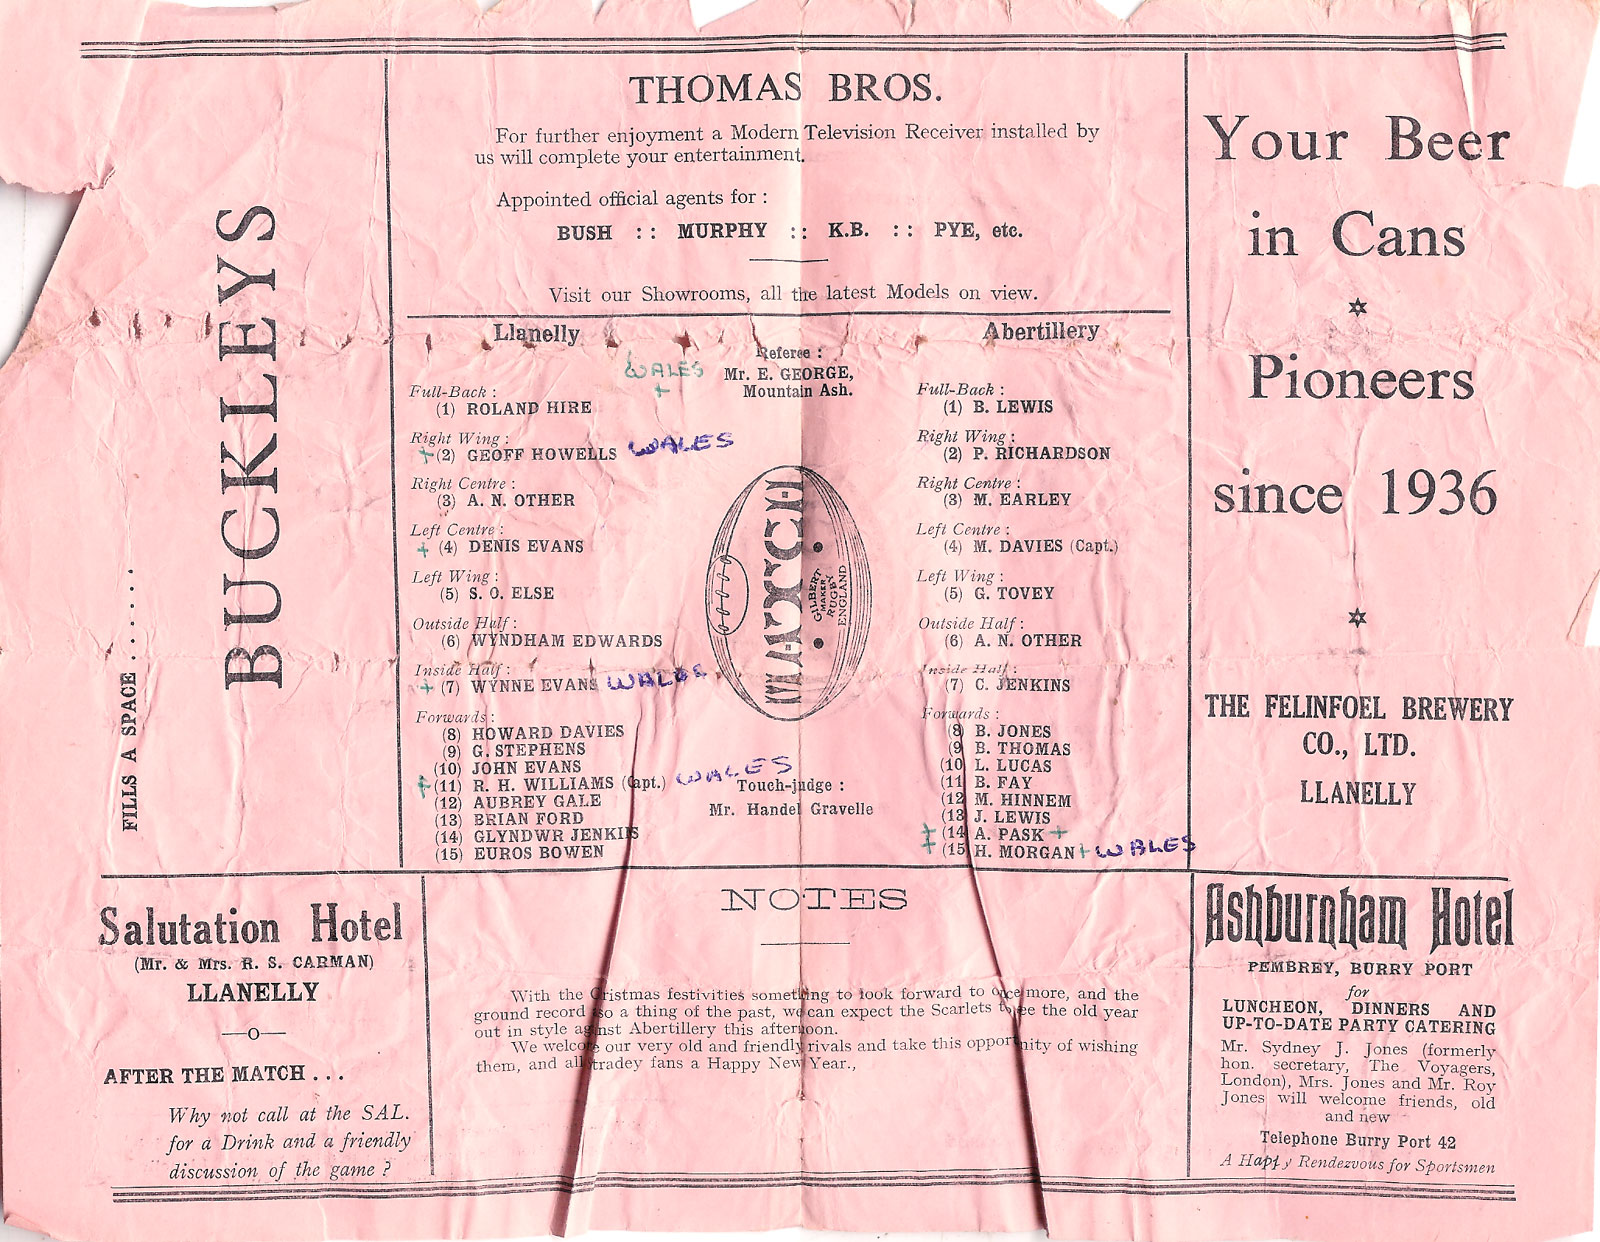 THOMAS BROS.
For further enjoyment a Modern Television Receiver installed by
us will complete your entertainment.
Appointed official agents for :
BUSH :: MURPHY :: K.B. :: PYE, etc.
Visit our Showrooms, all the latest Models on view.
BUCKLEYS
FILLS A SPACE.......
Llanelly
WALES
+
Full-Back :
(1) ROLAND HIRE
Right Wing :
+ (2) GEOFF HOWELLS WALES
Right Centre :
(3) A. N. OTHER
Left Centre :
+ (4) DENIS EVANS
Left Wing :
(5) S. O. ELSE
Outside Half :
(6) WYNDHAM EDWARDS
Inside Half :
+ (7) WYNNE EVANS WALES
Forwards :
(8) HOWARD DAVIES
(9) G. STEPHENS
(10) JOHN EVANS
+ (11) R. H. WILLIAMS (Capt.) WALES
(12) AUBREY GALE
(13) BRIAN FORD
(14) GLYNDWR JENKINS
(15) EUROS BOWEN
Referee :
Mr. E. GEORGE,
Mountain Ash.
MATCH
GILBERT
MAKER
RUGBY
ENGLAND
Touch-judge :
Mr. Handel Gravelle
Abertillery
Full-Back :
(1) B. LEWIS
Right Wing :
(2) P. RICHARDSON
Right Centre :
(3) M. EARLEY
Left Centre :
(4) M. DAVIES (Capt.)
Left Wing :
(5) G. TOVEY
Outside Half :
(6) A. N. OTHER
Inside Half :
(7) C. JENKINS
Forwards :
(8 B. JONES
(9 B. THOMAS
(10 L. LUCAS
(11 B. FAY
(12 M. HINNEM
(13 J. LEWIS
+ (14 A. PASK +
+ (15 H. MORGAN + WALES
Your Beer
in Cans
Pioneers
since 1936
THE FELINFOEL BREWERY
CO., LTD.
LLANELLY
Salutation Hotel
(Mr. & Mrs. R. S. CARMAN)
LLANELLY
—o—
AFTER THE MATCH . . .
Why not call at the SAL.
for a Drink and a friendly
discussion of the game ?
NOTES
With the ristmas festivities something to look forward to once more, and the
ground record so a thing of the past, we can expect the Scarlets to see the old year
out in style a nst Abertillery this afternoon.
We welcome our very old and friendly rivals and take this opportunity of wishing
them, and all tradey fans a Happy New Year.,
Ashburnham Hotel
PEMBREY, BURRY PORT
for
LUNCHEON, DINNERS AND
UP-TO-DATE PARTY CATERING
Mr. Sydney J. Jones (formerly
hon. secretary, The Voyagers,
London), Mrs. Jones and Mr. Roy
Jones will welcome friends, old
and new
Telephone Burry Port 42
A Happy Rendezvous for Sportsmen